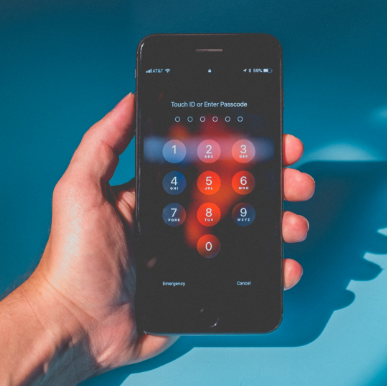 AT&T 58%
Touch ID or Enter Passcode
1 2 3
ABC DEF
4 5 6
GHI JKL MNO
7 8 9
PQRS TUV WXYZ
0
Emergency Cancel